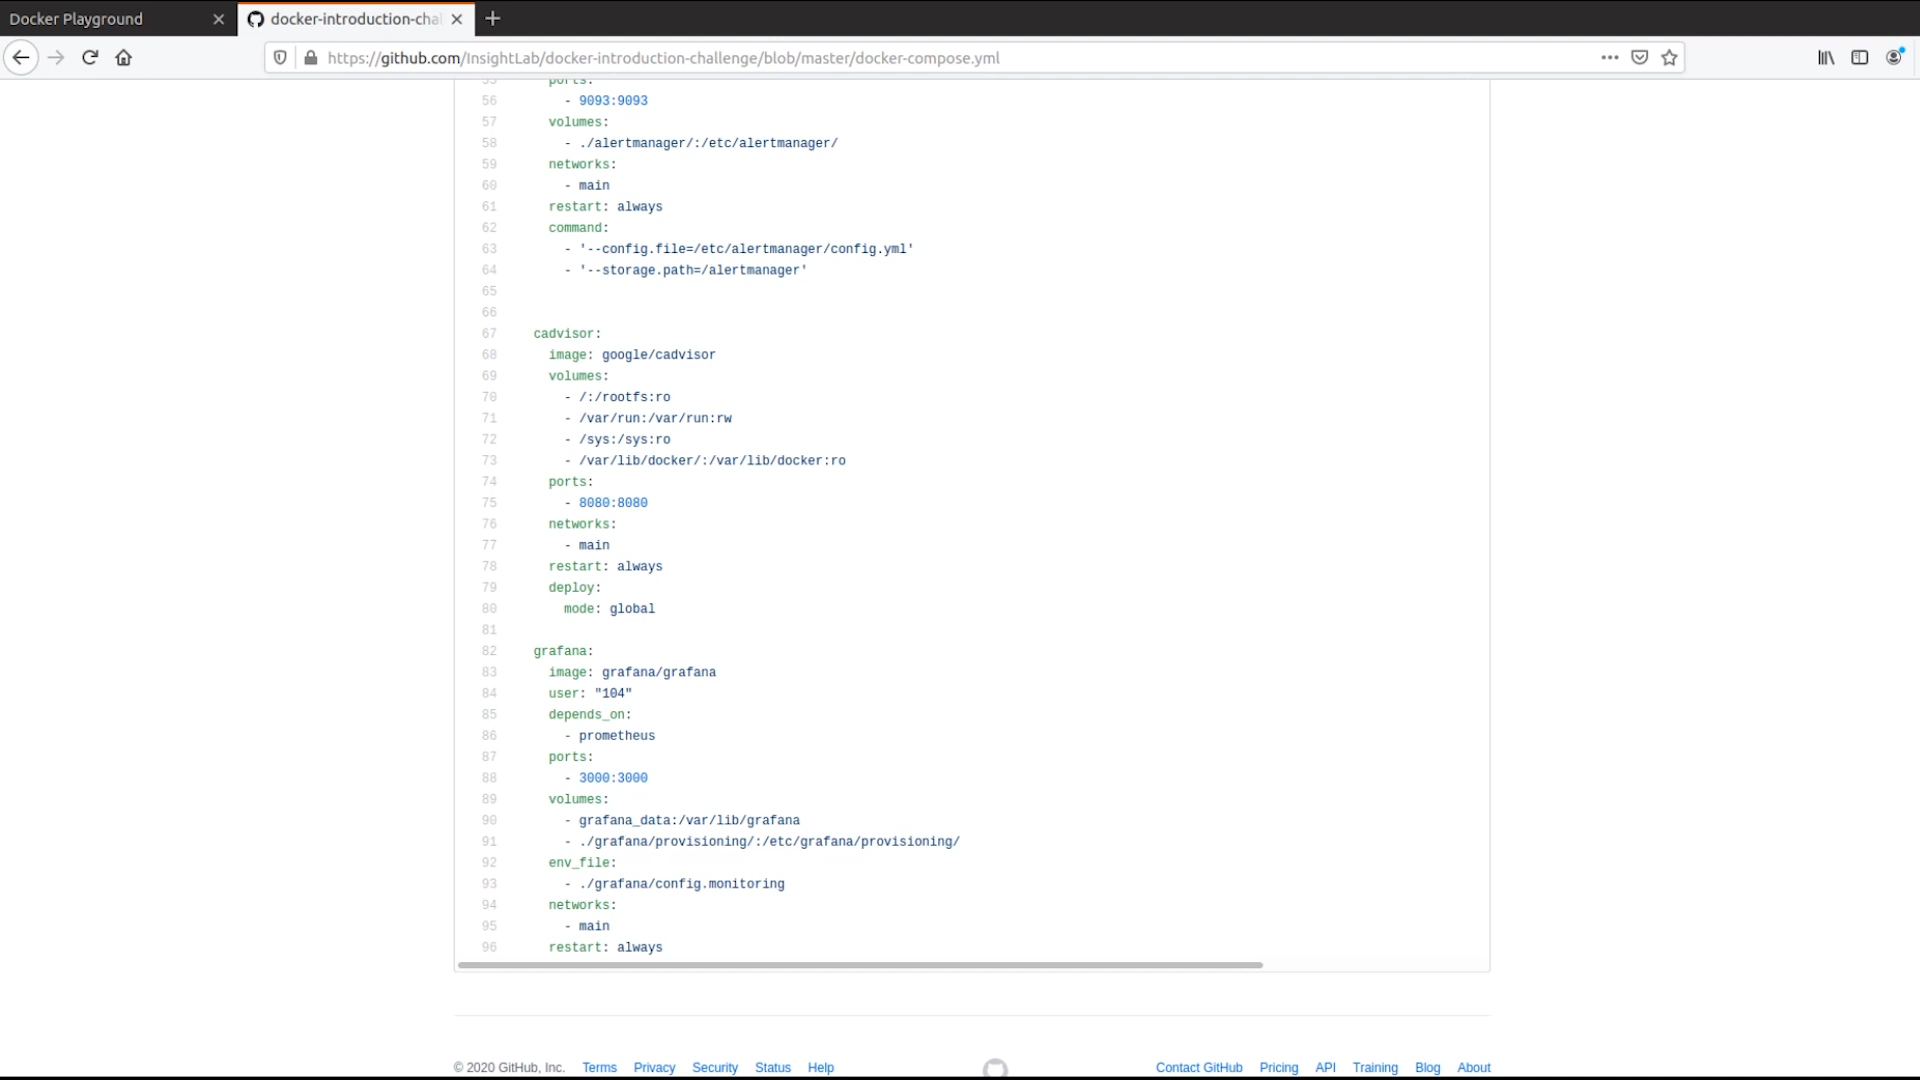 Docker Playground
docker-introduction-cha
https://github.com/InsightLab/docker-introduction-challenge/blob/master/docker-compose.yml
55 ports:
56 - 9093:9093
57 volumes:
58 - ./alertmanager/:/etc/alertmanager/
59 networks:
60 - main
61 restart: always
62 command:
63 - '--config.file=/etc/alertmanager/config.yml'
64 - '--storage.path=/alertmanager'
65
66
67 cadvisor:
68 image: google/cadvisor
69 volumes:
70 - /:/rootfs:ro
71 - /var/run:/var/run:rw
72 - /sys:/sys:ro
73 - /var/lib/docker/:/var/lib/docker:ro
74 ports:
75 - 8080:8080
76 networks:
77 - main
78 restart: always
79 deploy:
80 mode: global
81
82 grafana:
83 image: grafana/grafana
84 user: "104"
85 depends_on:
86 - prometheus
87 ports:
88 - 3000:3000
89 volumes:
90 - grafana_data:/var/lib/grafana
91 - ./grafana/provisioning/:/etc/grafana/provisioning/
92 env_file:
93 - ./grafana/config.monitoring
94 networks:
95 - main
96 restart: always
© 2020 GitHub, Inc. Terms Privacy Security Status Help Contact GitHub Pricing API Training Blog About